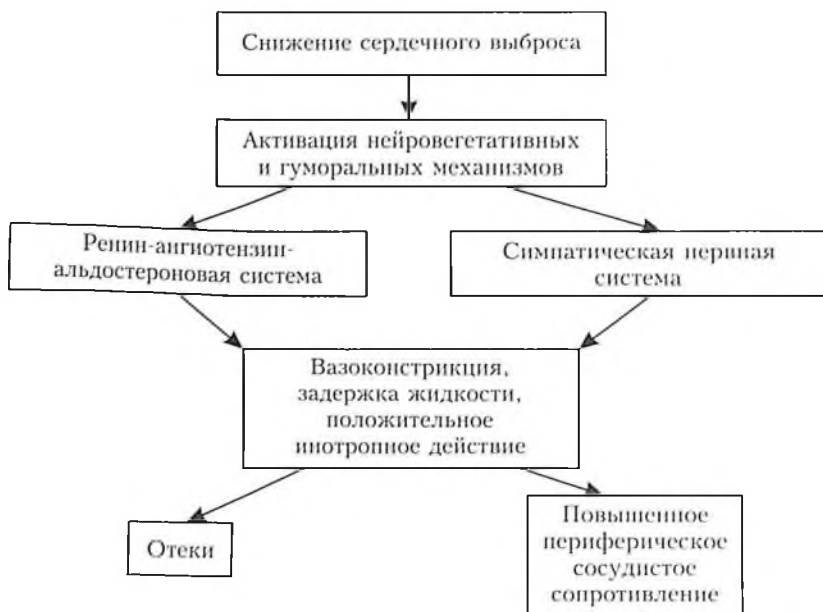 Снижение сердечного выброса
Активация нейровегетативных
и гуморальных механизмов
Ренин-ангиотензин-
альдостероновая система
Симпатическая нервная
система
Вазоконстрикция,
задержка жидкости,
положительное
инотропное действие
Отеки
Повышенное
периферическое
сосудистое
сопротивление